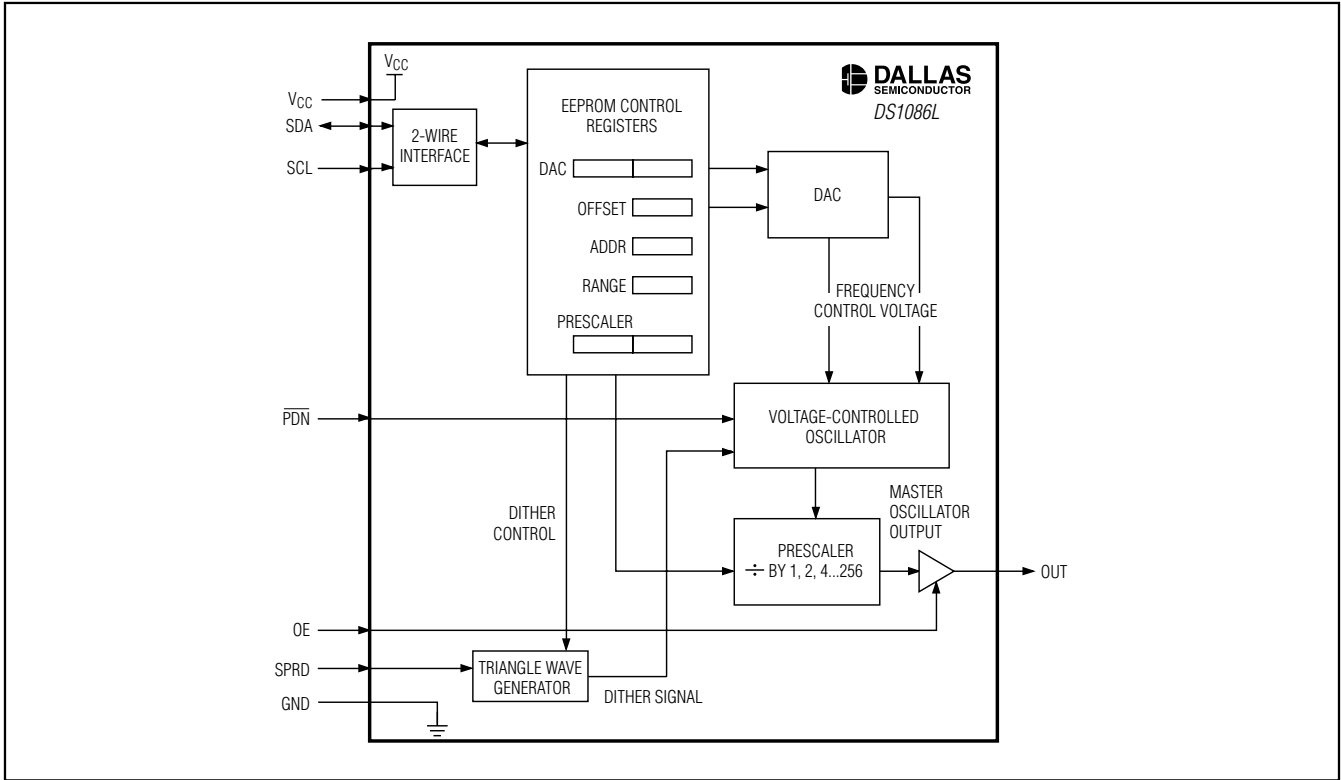 V_CC
DALLAS
SEMICONDUCTOR
DS1086L
V_CC
SDA
SCL
2-WIRE
INTERFACE
EEPROM CONTROL
REGISTERS
DAC
OFFSET
ADDR
RANGE
PRESCALER
DAC
FREQUENCY
CONTROL VOLTAGE
PDN
VOLTAGE-CONTROLLED
OSCILLATOR
DITHER
CONTROL
MASTER
OSCILLATOR
OUTPUT
PRESCALER
÷ BY 1, 2, 4...256
OUT
OE
SPRD
GND
TRIANGLE WAVE
GENERATOR
DITHER SIGNAL